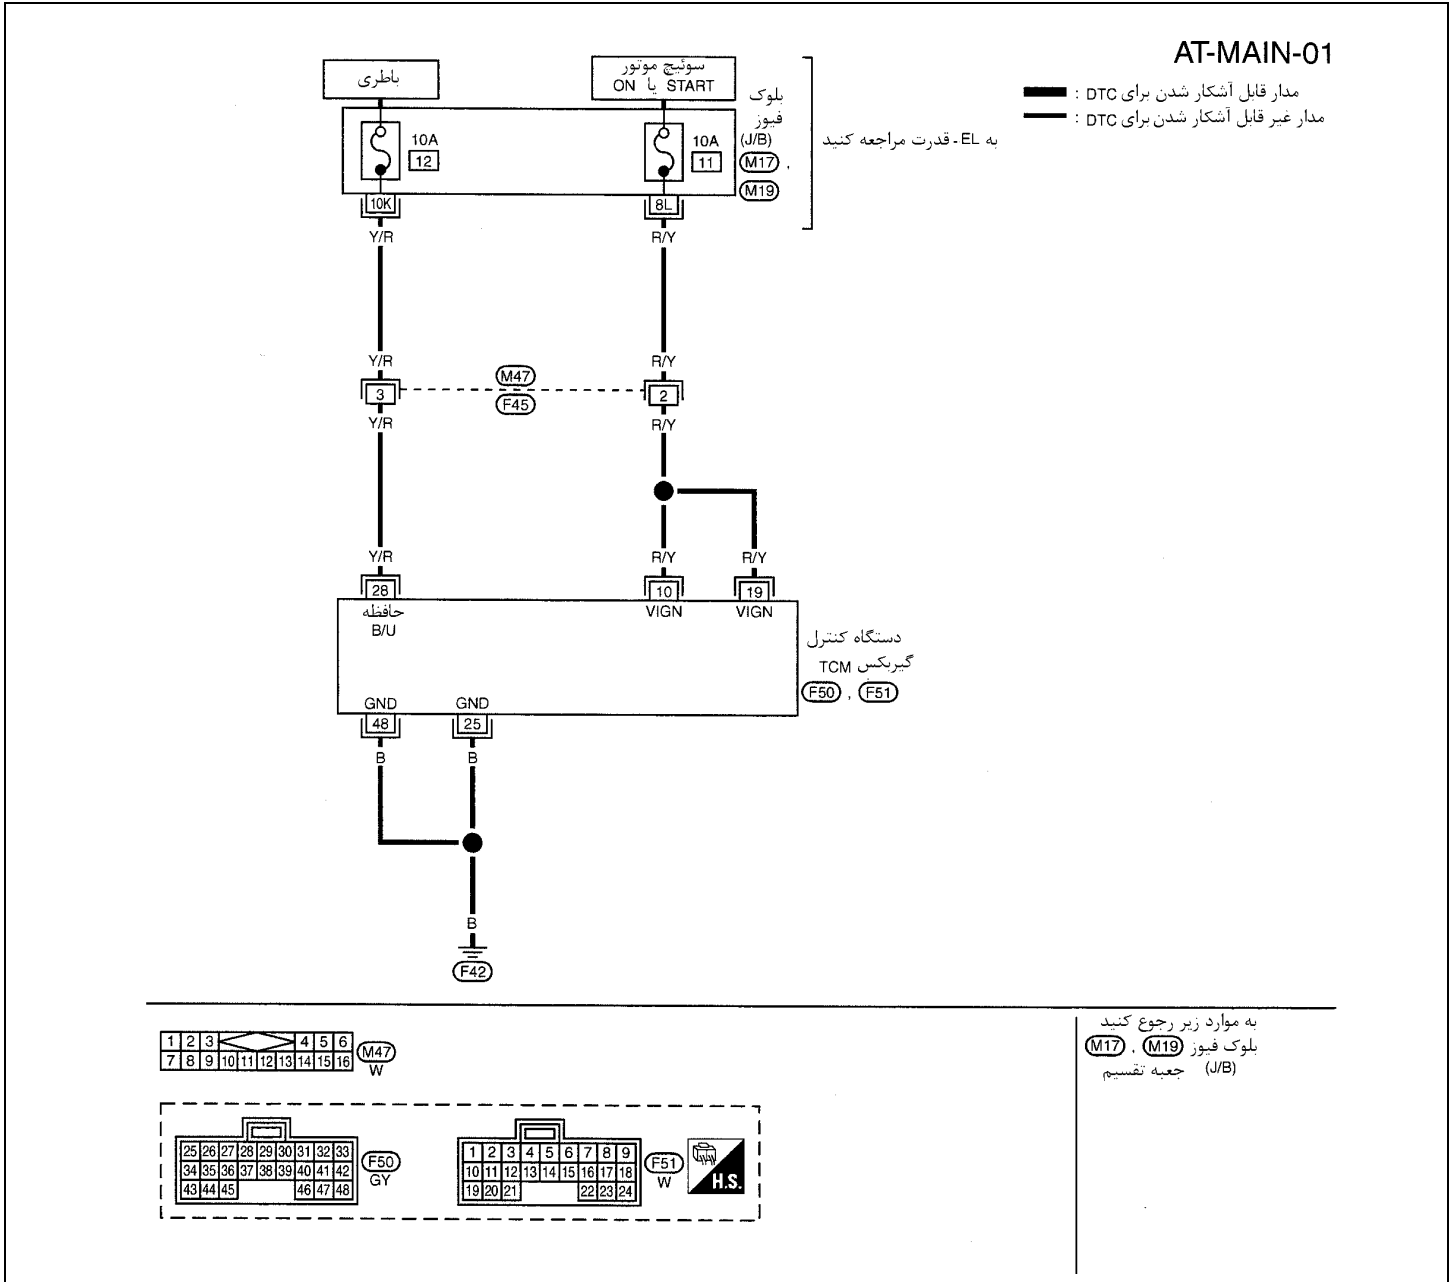 AT-MAIN-01
مدار قابل آشکار شدن برای DTC :
مدار غیر قابل آشکار شدن برای DTC :
باطری
سوئیچ موتور
ON یا START
بلوک
فیوز
(J/B)
M17 ,
M19
به EL - قدرت مراجعه کنید
10A
12
10A
11
10K
8L
Y/R
R/Y
Y/R
R/Y
M47
3
2
F45
Y/R
R/Y
Y/R
R/Y
R/Y
28
10
19
حافظه
B/U
VIGN
VIGN
دستگاه کنترل
گیربکس TCM
F50 , F51
GND
GND
48
25
B
B
B
F42
1 2 3 4 5 6
7 8 9 10 11 12 13 14 15 16
M47
W
25 26 27 28 29 30 31 32 33
34 35 36 37 38 39 40 41 42
43 44 45 46 47 48
F50
GY
1 2 3 4 5 6 7 8 9
10 11 12 13 14 15 16 17 18
19 20 21 22 23 24
F51
W
H.S.
به موارد زیر رجوع کنید
بلوک فیوز M19 , M17
(J/B) جعبه تقسیم